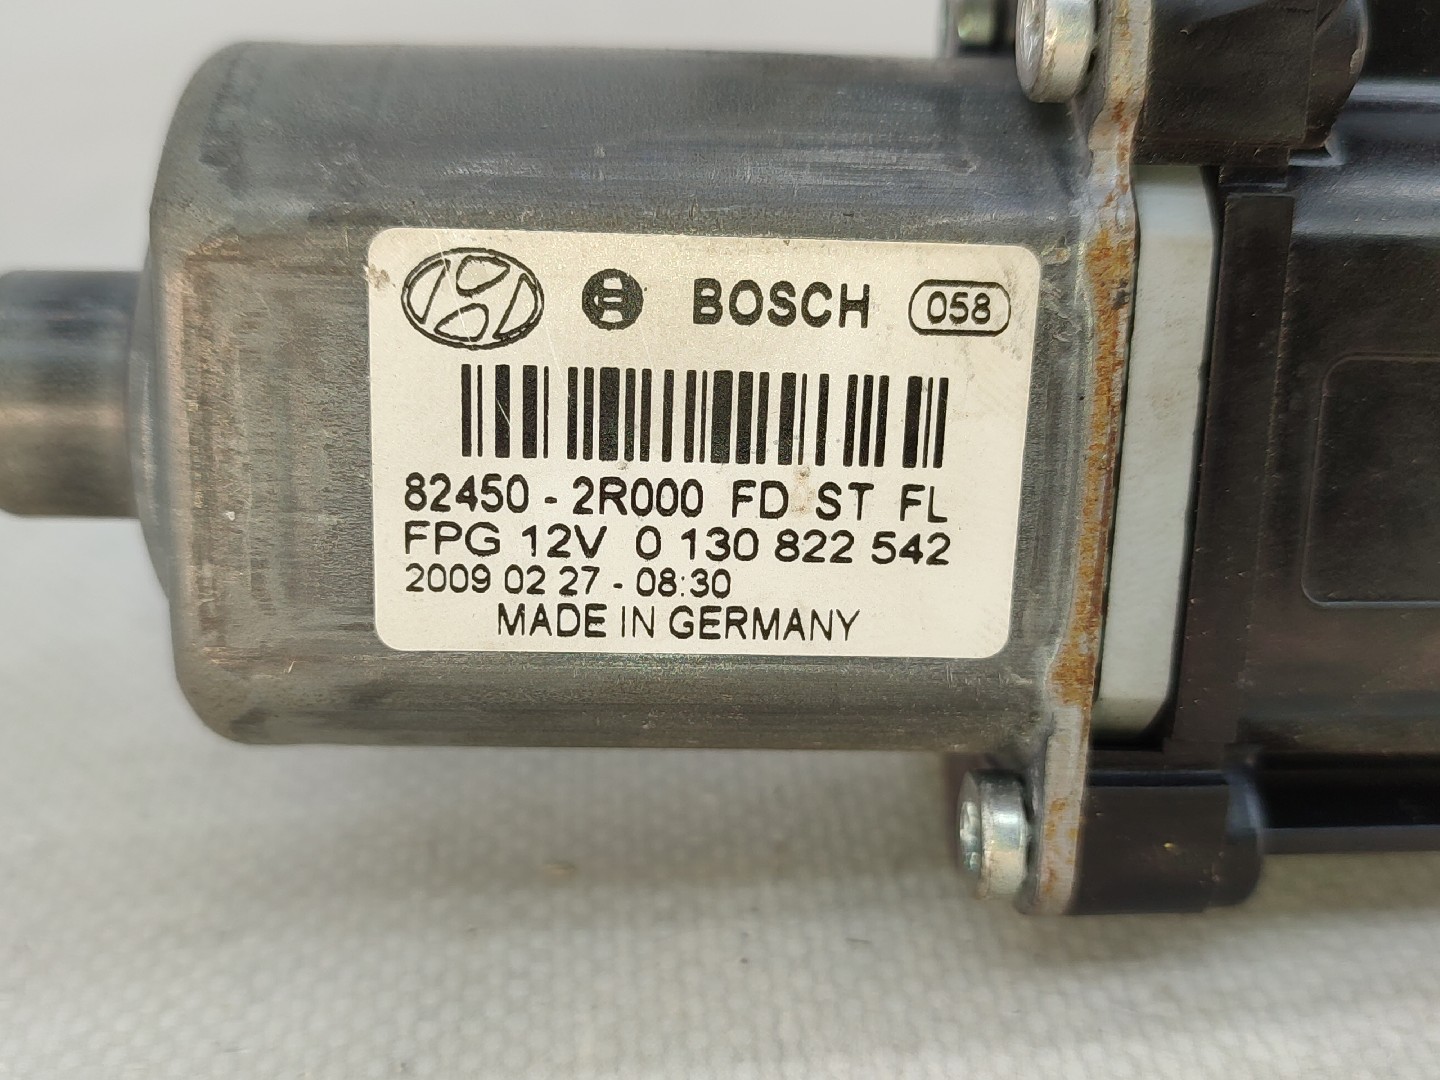 BOSCH 058
82450 - 2R000 FD ST FL
FPG 12V 0 130 822 542
2009 02 27 - 08:30
MADE IN GERMANY